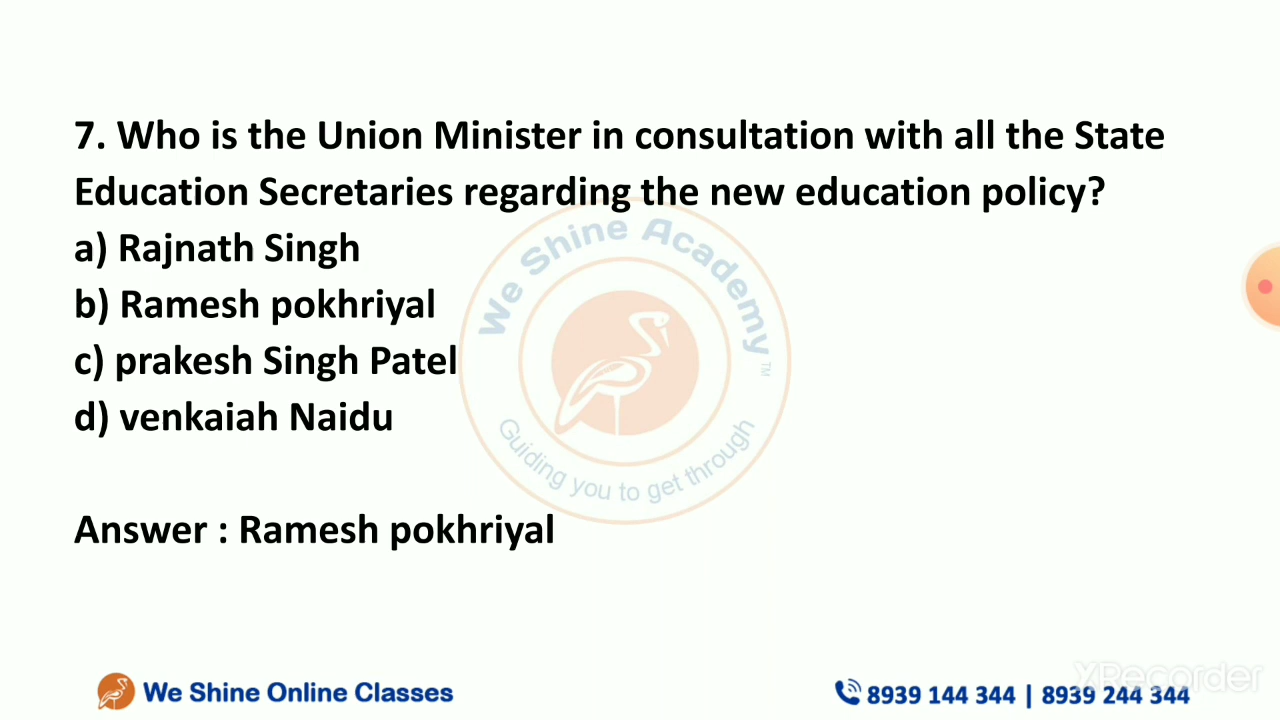 7. Who is the Union Minister in consultation with all the State
Education Secretaries regarding the new education policy?
a) Rajnath Singh
b) Ramesh pokhriyal
c) prakesh Singh Patel
d) venkaiah Naidu
We Shine Academy TM
Guiding you to get through
Answer : Ramesh pokhriyal
We Shine Online Classes
8939 144 344 | 8939 244 344
XRecorder